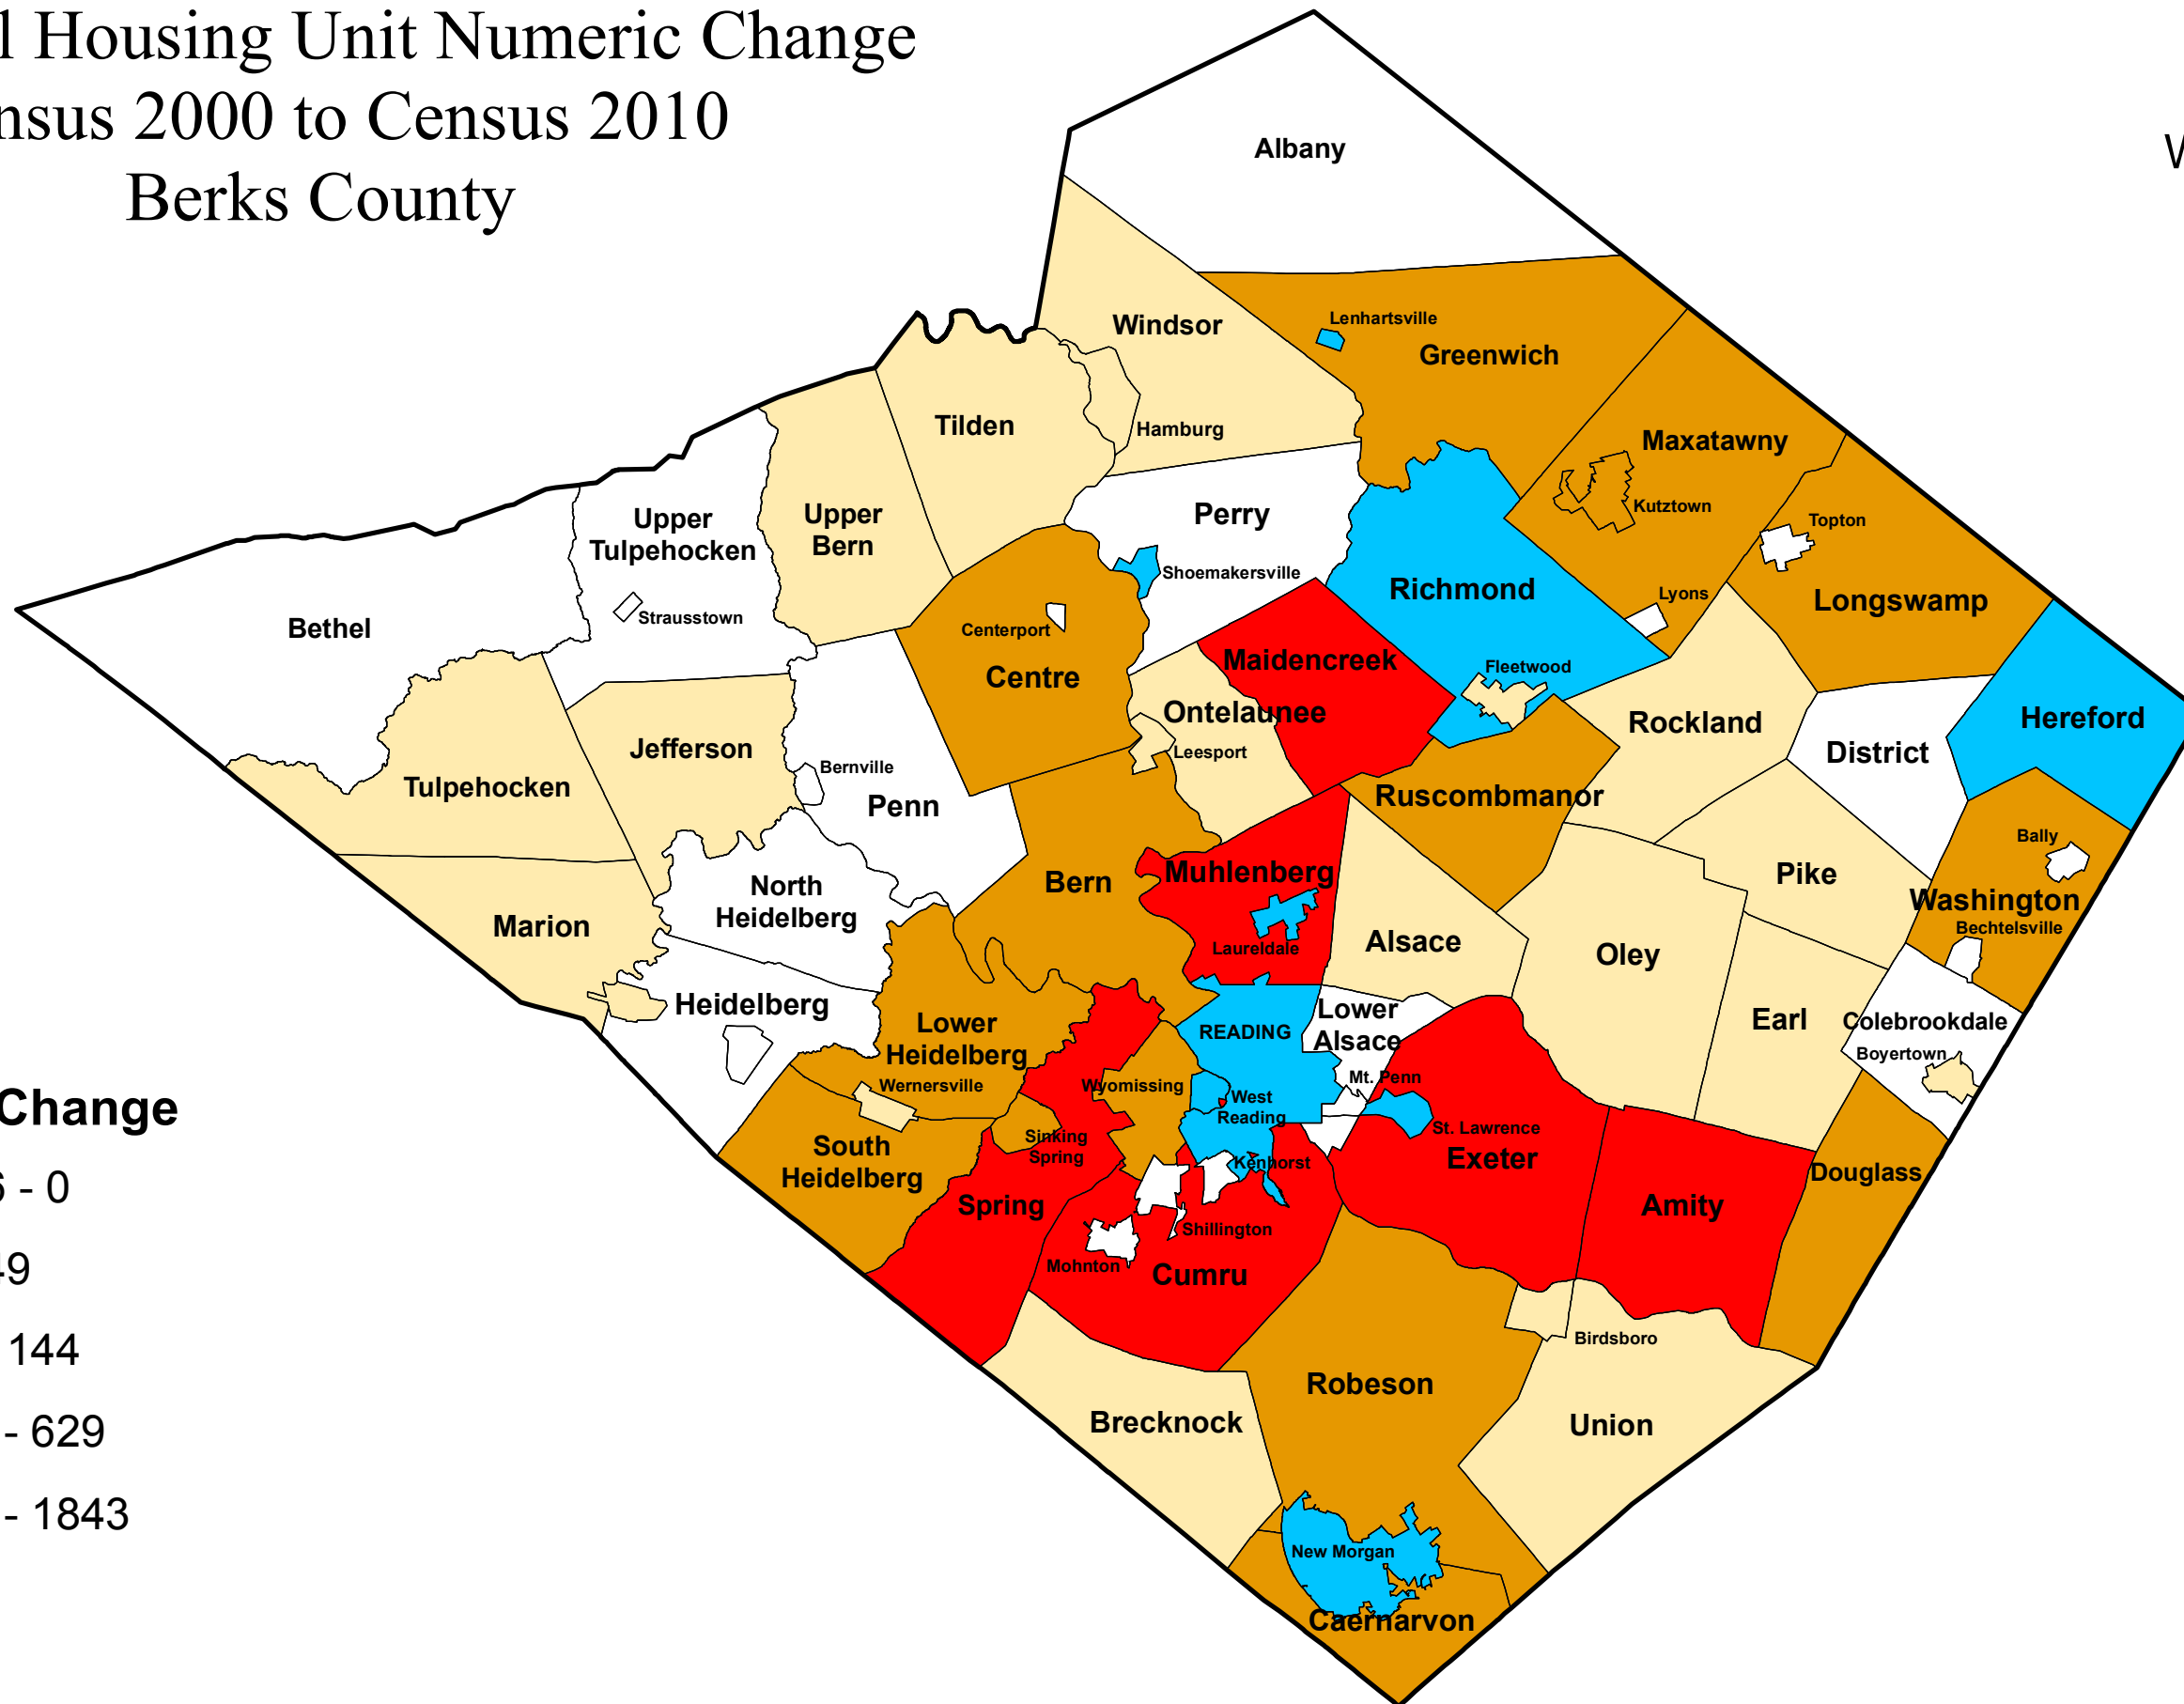 l Housing Unit Numeric Change
nsus 2000 to Census 2010
Berks County
W
Albany
Windsor
Lenhartsville
Greenwich
Hamburg
Tilden
Maxatawny
Kutztown
Topton
Upper
Tulpehocken
Upper
Bern
Perry
Shoemakersville
Richmond
Lyons
Longswamp
Strausstown
Bethel
Centerport
Centre
Maidencreek
Fleetwood
Ontelaunee
Leesport
Rockland
District
Hereford
Jefferson
Tulpehocken
Bernville
Penn
Ruscombmanor
Bally
Muhlenberg
Bern
Pike
Washington
Bechtelsville
North
Heidelberg
Marion
Laureldale
Alsace
Oley
Heidelberg
Lower
Heidelberg
READING
Lower
Alsace
Earl
Colebrookdale
Boyertown
Wernersville
Wyomissing
West
Reading
Mt. Penn
St. Lawrence
Exeter
Sinking
Spring
South
Heidelberg
Kenhorst
Douglass
Spring
Amity
Shillington
Mohnton
Cumru
Birdsboro
Robeson
Brecknock
Union
New Morgan
Caernarvon
Change
- 0
49
144
- 629
- 1843